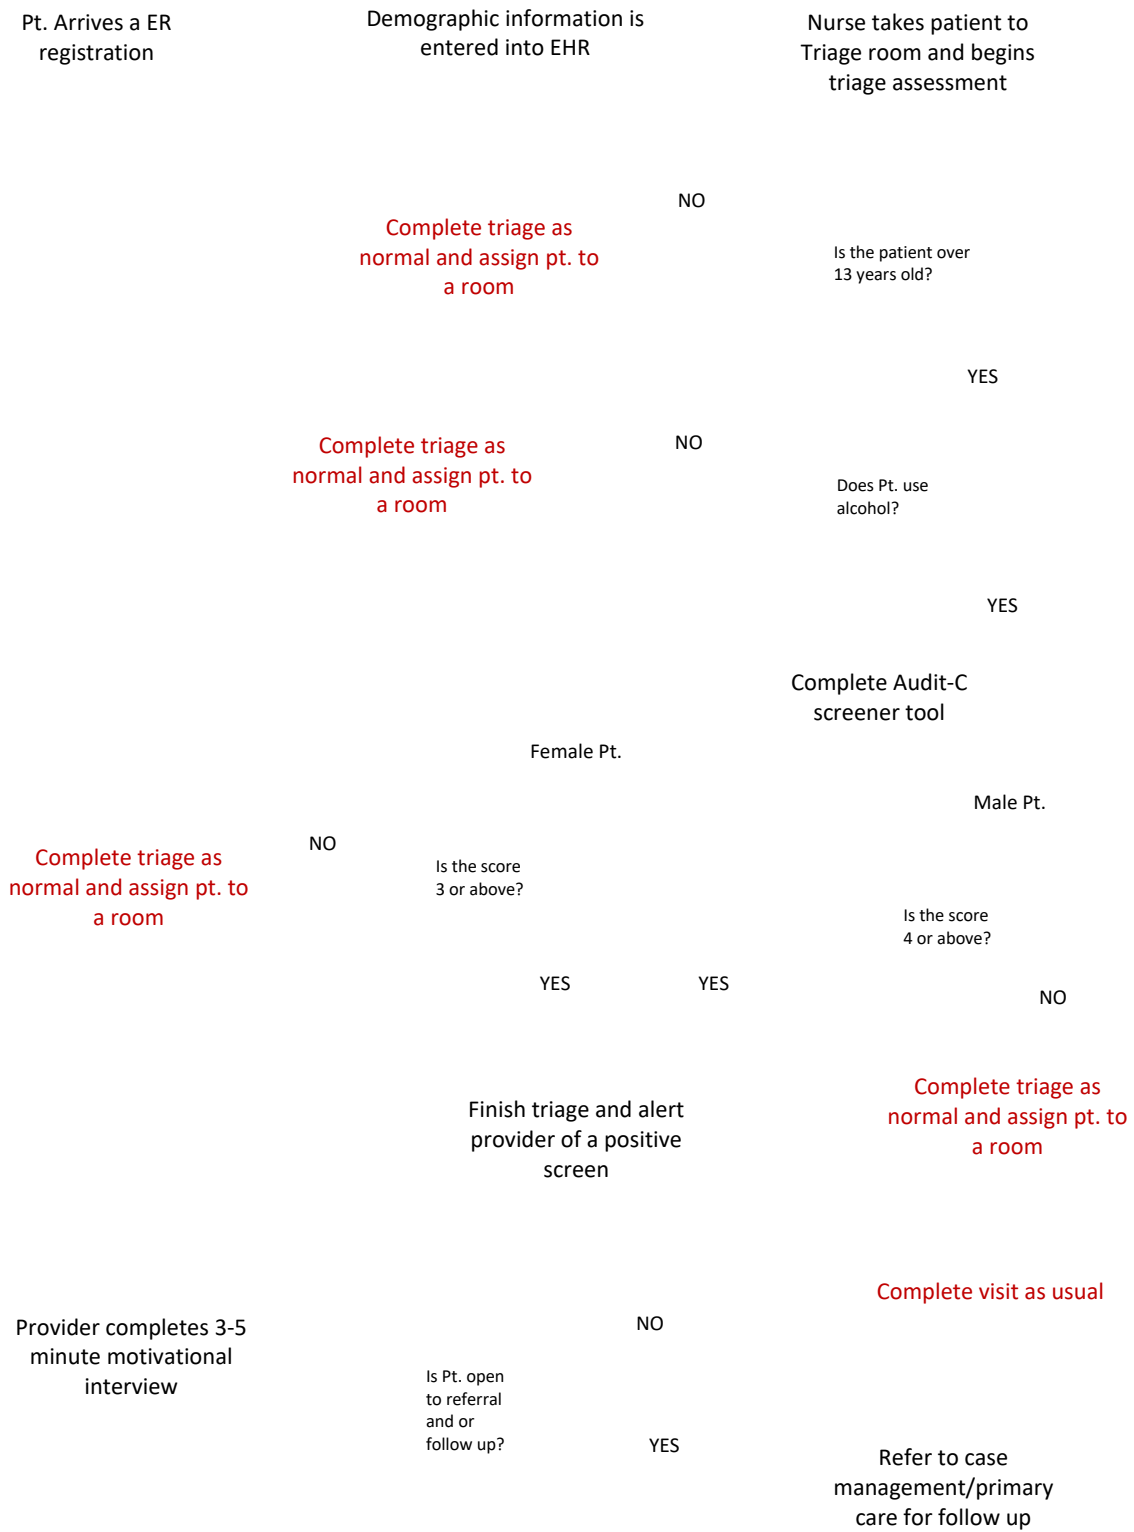 Pt. Arrives a ER
registration
Demographic information is
entered into EHR
Nurse takes patient to
Triage room and begins
triage assessment
NO
Complete triage as
normal and assign pt. to
a room
Is the patient over
13 years old?
YES
Complete triage as
normal and assign pt. to
a room
NO
Does Pt. use
alcohol?
YES
Complete Audit-C
screener tool
Female Pt.
Male Pt.
NO
Complete triage as
normal and assign pt. to
a room
Is the score
3 or above?
Is the score
4 or above?
YES
YES
NO
Finish triage and alert
provider of a positive
screen
Complete triage as
normal and assign pt. to
a room
Complete visit as usual
Provider completes 3-5
minute motivational
interview
NO
Is Pt. open
to referral
and or
follow up?
YES
Refer to case
management/primary
care for follow up